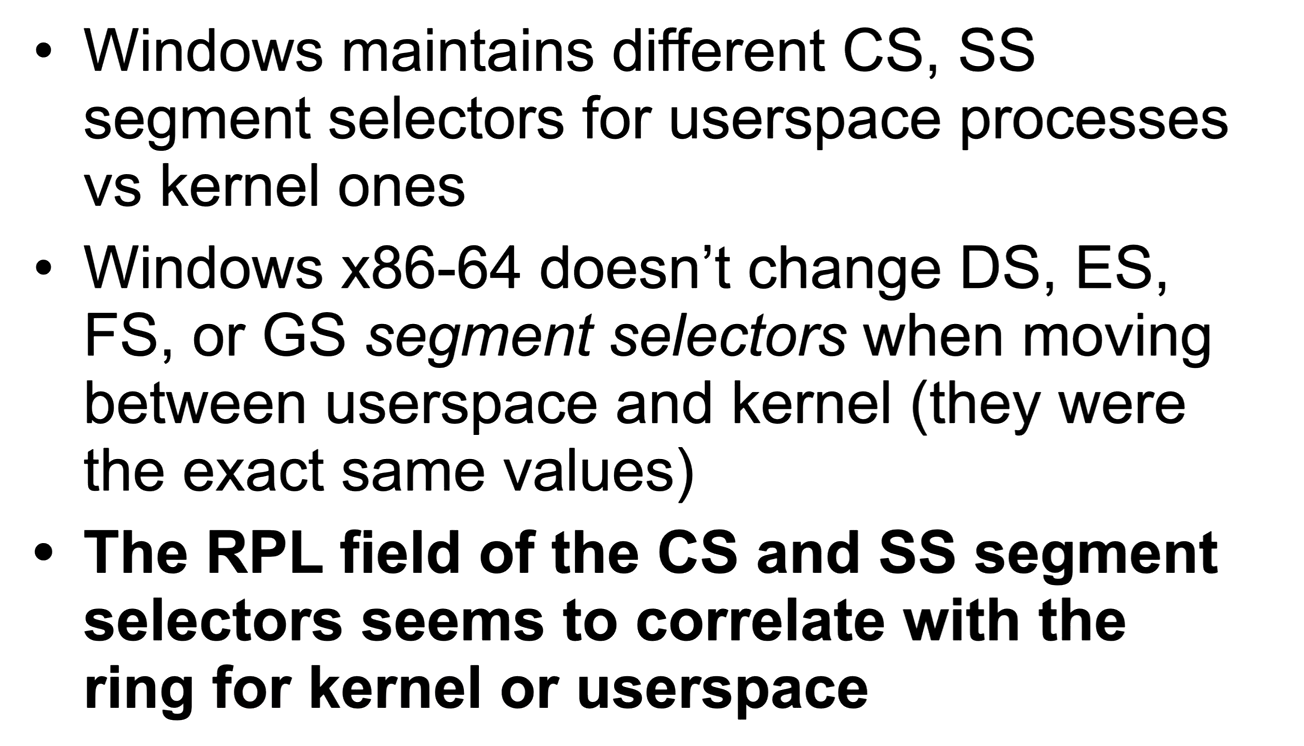 • Windows maintains different CS, SS
segment selectors for userspace processes
vs kernel ones
• Windows x86-64 doesn’t change DS, ES,
FS, or GS segment selectors when moving
between userspace and kernel (they were
the exact same values)
• The RPL field of the CS and SS segment
selectors seems to correlate with the
ring for kernel or userspace